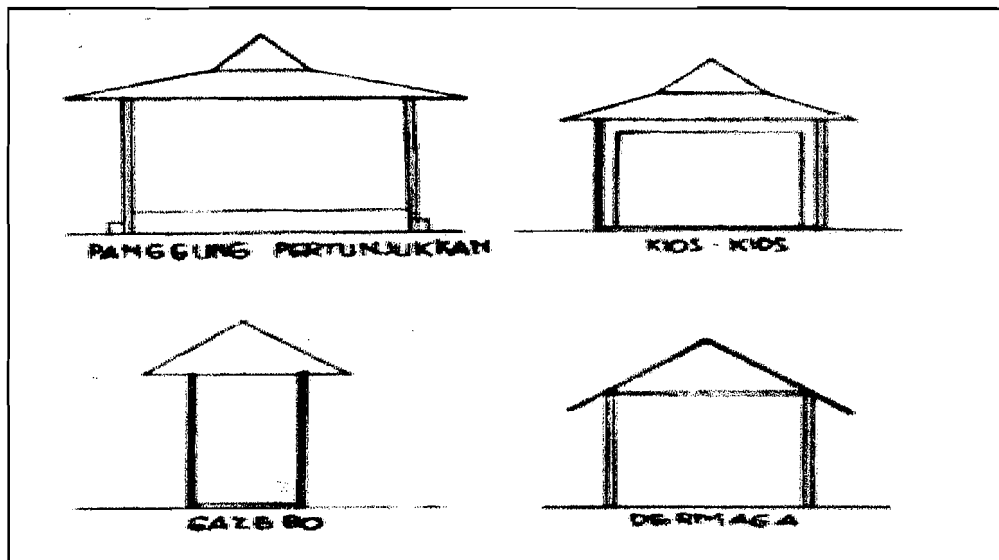 PANGGUNG PERTUNJUKKAN
KIOS - KIOS
GAZEBO
DERMAGA